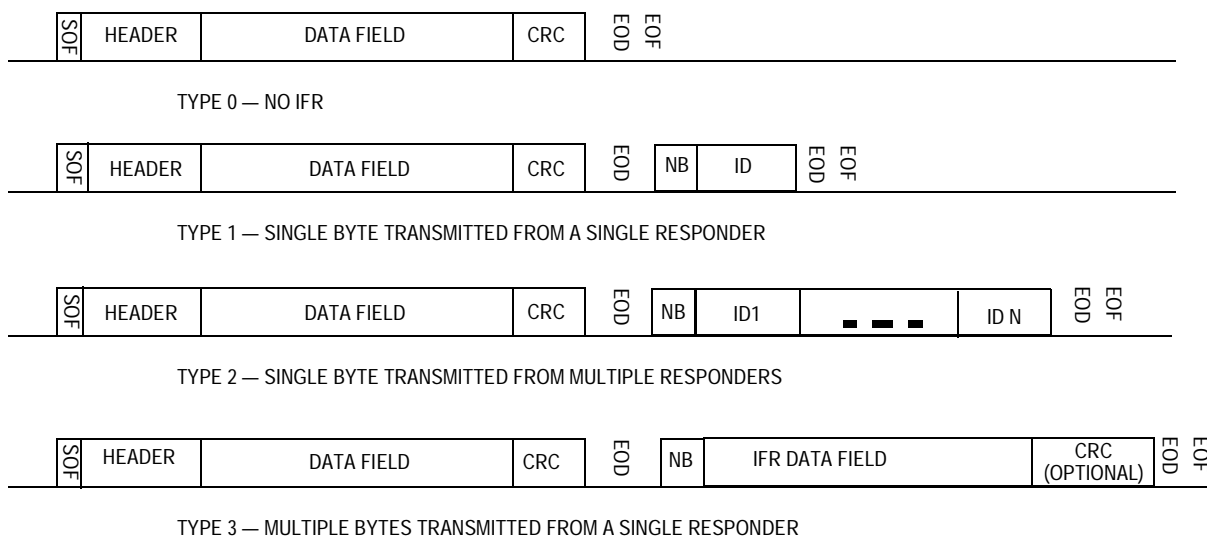 SOF HEADER DATA FIELD CRC EOD EOF
TYPE 0 — NO IFR
SOF HEADER DATA FIELD CRC EOD NB ID EOD EOF
TYPE 1 — SINGLE BYTE TRANSMITTED FROM A SINGLE RESPONDER
SOF HEADER DATA FIELD CRC EOD NB ID1 ID N EOD EOF
TYPE 2 — SINGLE BYTE TRANSMITTED FROM MULTIPLE RESPONDERS
SOF HEADER DATA FIELD CRC EOD NB IFR DATA FIELD CRC (OPTIONAL) EOD EOF
TYPE 3 — MULTIPLE BYTES TRANSMITTED FROM A SINGLE RESPONDER